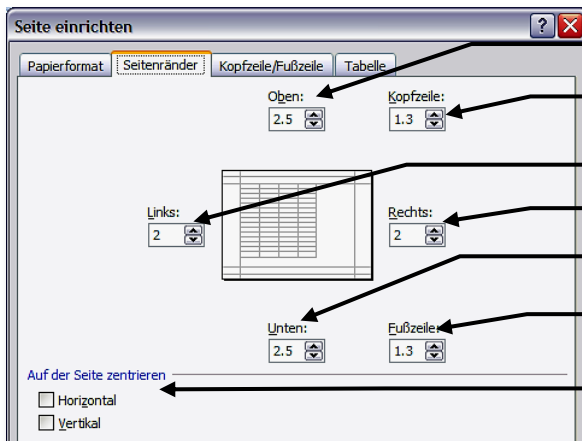 Seite einrichten
Papierformat Seitenränder Kopfzeile/Fußzeile Tabelle
Oben: Kopfzeile:
2.5 1.3
Links: Rechts:
2 2
Unten: Fußzeile:
2.5 1.3
Auf der Seite zentrieren
Horizontal
Vertikal